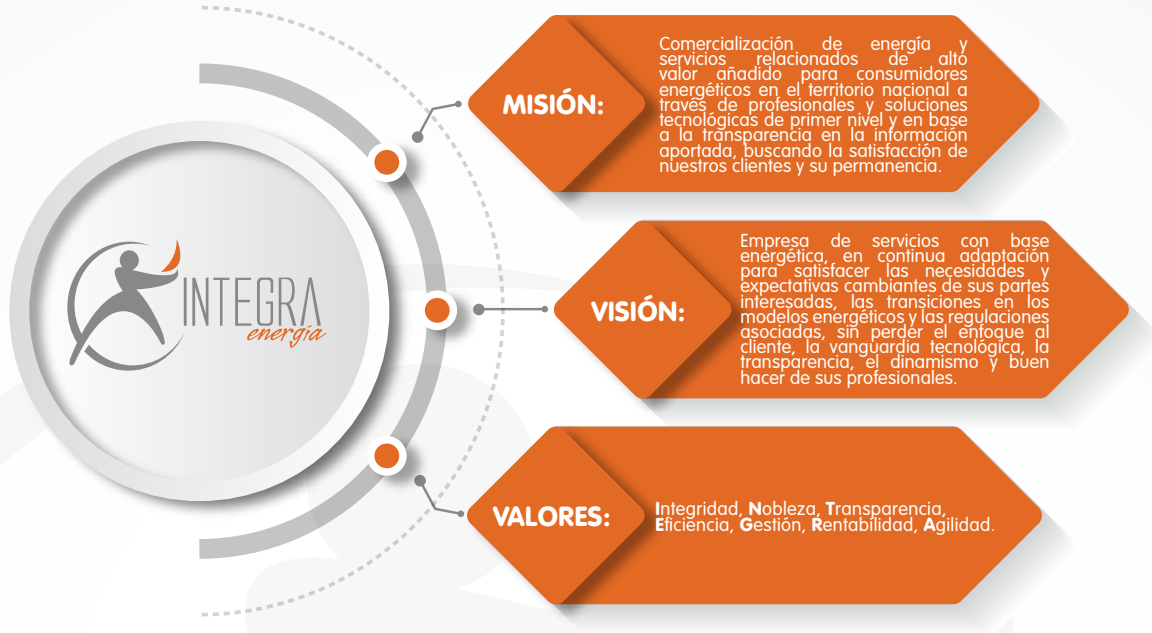 INTEGRA
energía
MISIÓN:
Comercialización de energía y
servicios relacionados de alto
valor añadido para consumidores
energéticos en el territorio nacional a
través de profesionales y soluciones
tecnológicas de primer nivel y en base
a la transparencia en la información
aportada, buscando la satisfacción de
nuestros clientes y su permanencia.
VISIÓN:
Empresa de servicios con base
energética, en continua adaptación
para satisfacer las necesidades y
expectativas cambiantes de sus partes
interesadas, las transiciones en los
modelos energéticos y las regulaciones
asociadas, sin perder el enfoque al
cliente, la vanguardia tecnológica, la
transparencia, el dinamismo y buen
hacer de sus profesionales.
VALORES:
Integridad, Nobleza, Transparencia,
Eficiencia, Gestión, Rentabilidad, Agilidad.